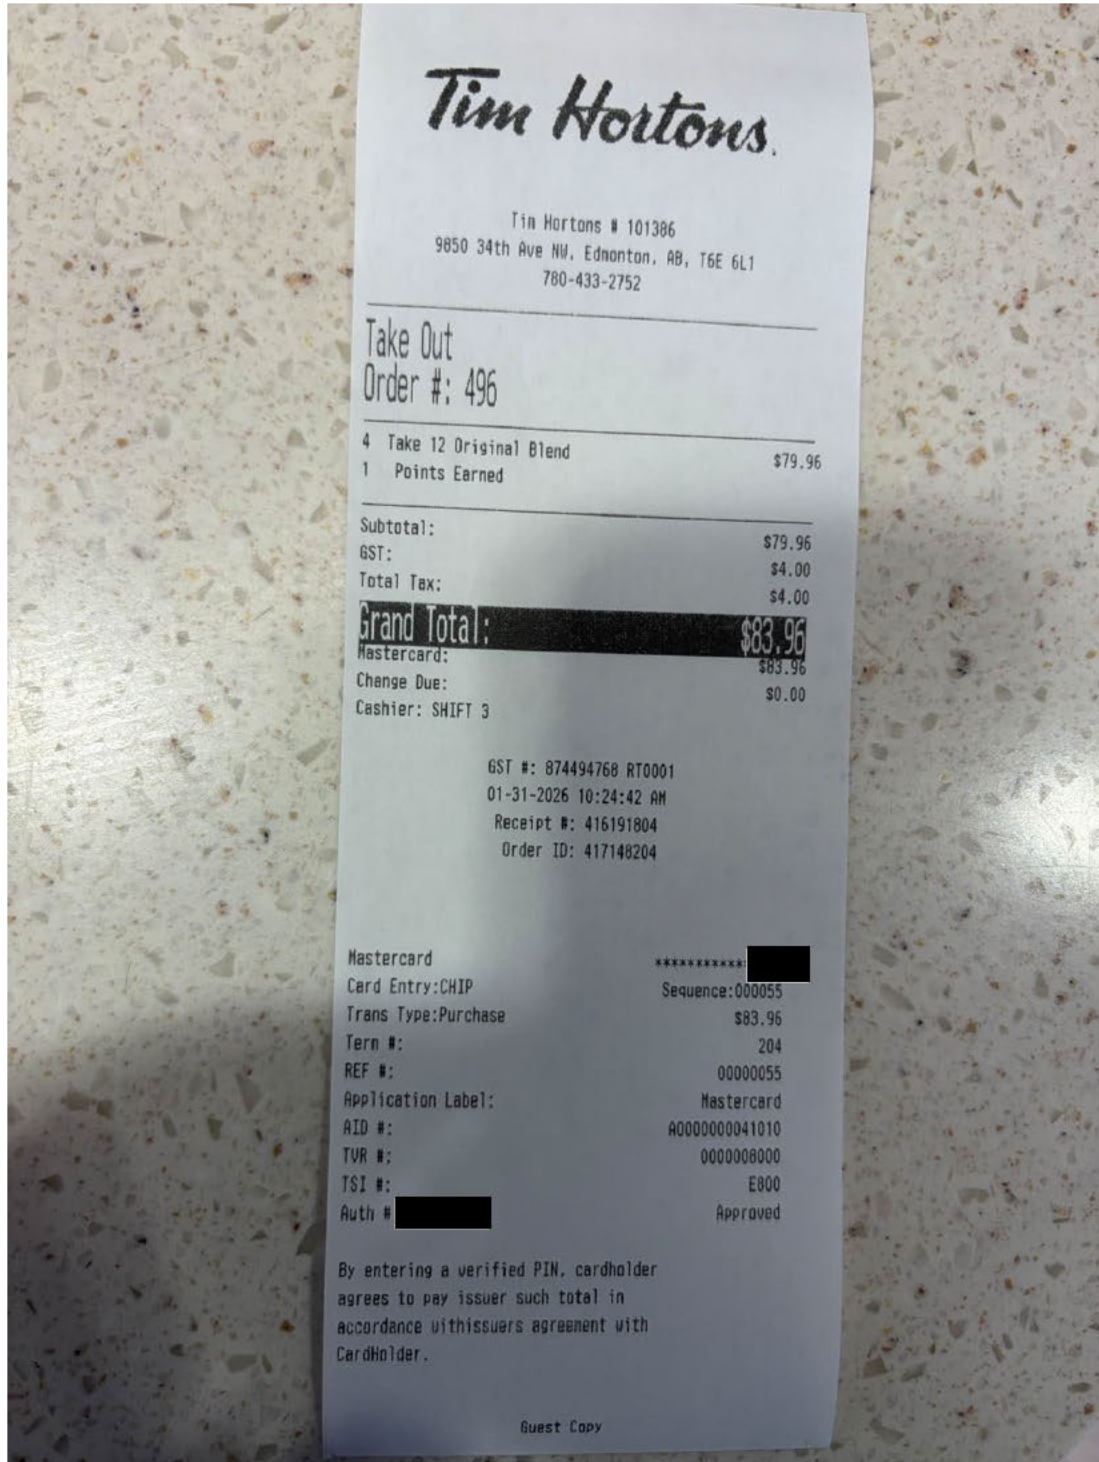 Tim Hortons.
Tim Hortons # 101386
9850 34th Ave NW, Edmonton, AB, T6E 6L1
780-433-2752
Take Out
Order #: 496
4 Take 12 Original Blend $79.96
1 Points Earned
Subtotal: $79.96
GST: $4.00
Total Tax: $4.00
Grand Total: $83.96
Mastercard: $83.96
Change Due: $0.00
Cashier: SHIFT 3
GST #: 874494768 RT0001
01-31-2026 10:24:42 AM
Receipt #: 416191804
Order ID: 417148204
Mastercard ************
Card Entry:CHIP Sequence:000055
Trans Type:Purchase $83.96
Term #: 204
REF #: 00000055
Application Label: Mastercard
AID #: A0000000041010
TVR #: 0000008000
TSI #: E800
Auth # Approved
By entering a verified PIN, cardholder
agrees to pay issuer such total in
accordance withissuers agreement with
CardHolder.
Guest Copy